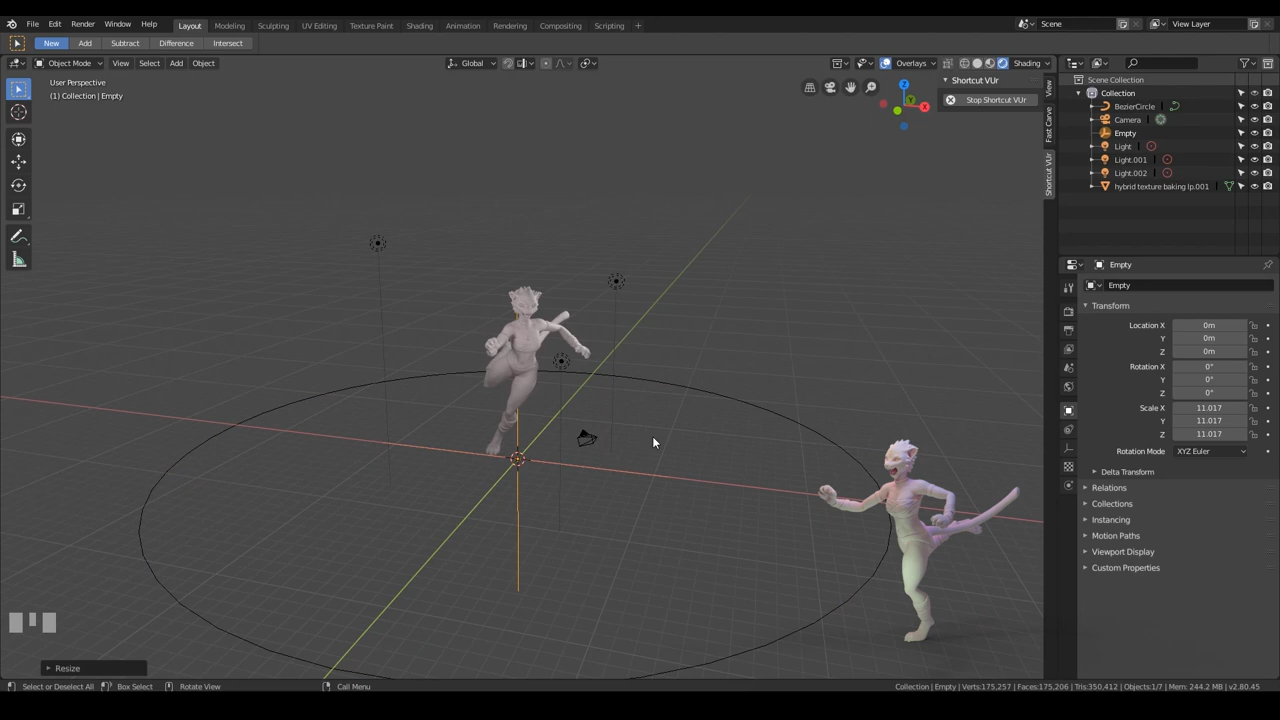 File Edit Render Window Help
Layout Modeling Sculpting UV Editing Texture Paint Shading Animation Rendering Compositing Scripting +
Scene
View Layer
New Add Subtract Difference Intersect
Object Mode View Select Add Object
Global
Overlays
Shading
User Perspective
(1) Collection | Empty
Z
Y
X
Shortcut VUr
Stop Shortcut VUr
View
Fast Carve
Shortcut VUr
Scene Collection
Collection
BezierCircle
Camera
Empty
Light
Light.001
Light.002
hybrid texture baking lp.001
Empty
Empty
Transform
Location X 0m
Y 0m
Z 0m
Rotation X 0°
Y 0°
Z 0°
Scale X 11.017
Y 11.017
Z 11.017
Rotation Mode XYZ Euler
Delta Transform
Relations
Collections
Instancing
Motion Paths
Viewport Display
Custom Properties
Resize
Select or Deselect All Box Select Rotate View Call Menu
Collection | Empty | Verts:175,257 | Faces:175,206 | Tris:350,412 | Objects:1/7 | Mem: 244.2 MB | v2.80.45